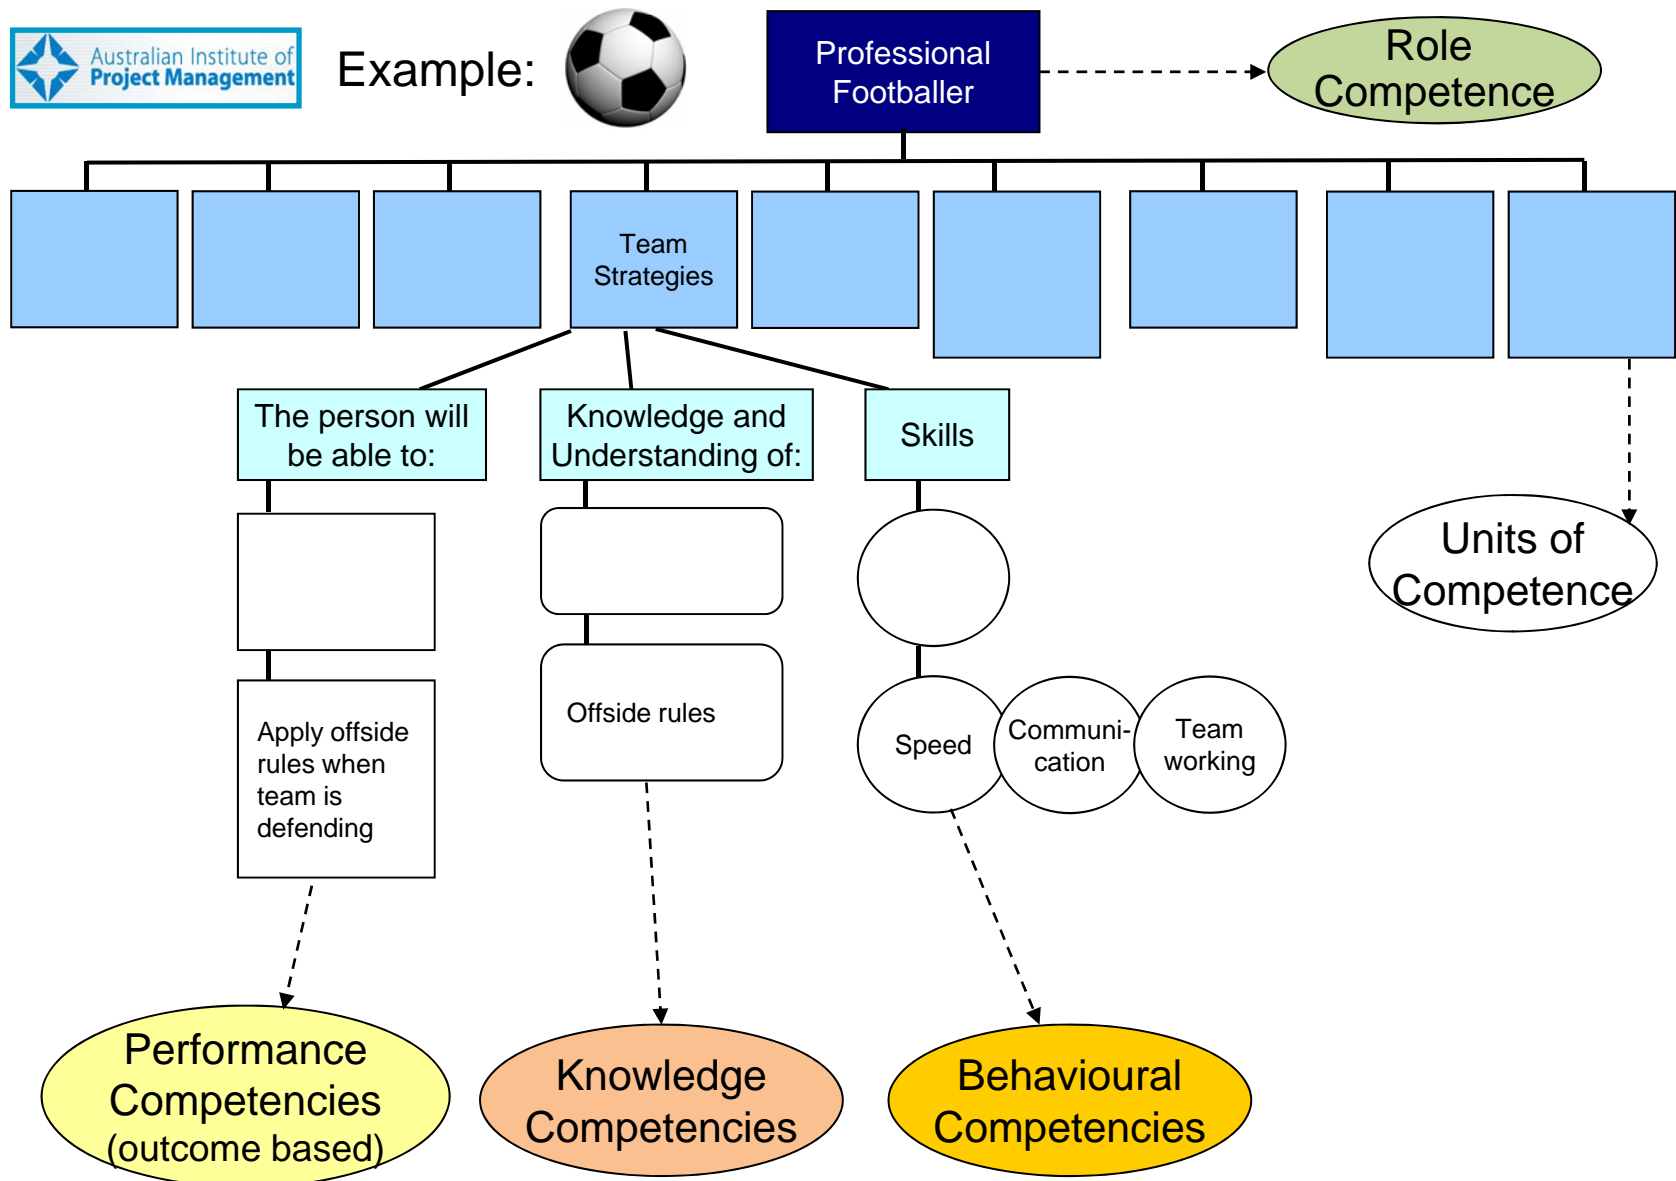 Australian Institute of
Project Management
Example:
Professional
Footballer
Role
Competence
Team
Strategies
The person will
be able to:
Knowledge and
Understanding of:
Skills
Units of
Competence
Apply offside
rules when
team is
defending
Offside rules
Speed
Communi-
cation
Team
working
Performance
Competencies
(outcome based)
Knowledge
Competencies
Behavioural
Competencies